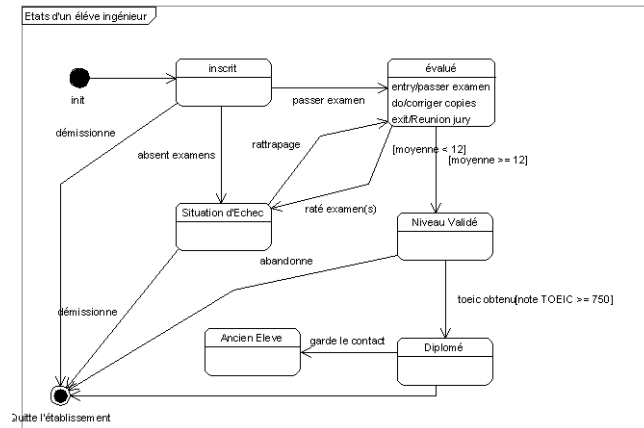 Etats d'un éléve ingénieur
inscrit
évalué
entry/passer examen
do/corriger copies
exit/Reunion jury
init
passer examen
démissionne
absent examens
rattrapage
[moyenne < 12]
[moyenne >= 12]
Situation d'Echec
raté examen(s)
Niveau Validé
abandonne
toeic obtenu[note TOEIC >= 750]
démissionne
Ancien Eleve
garde le contact
Diplomé
Quitte l'établissement